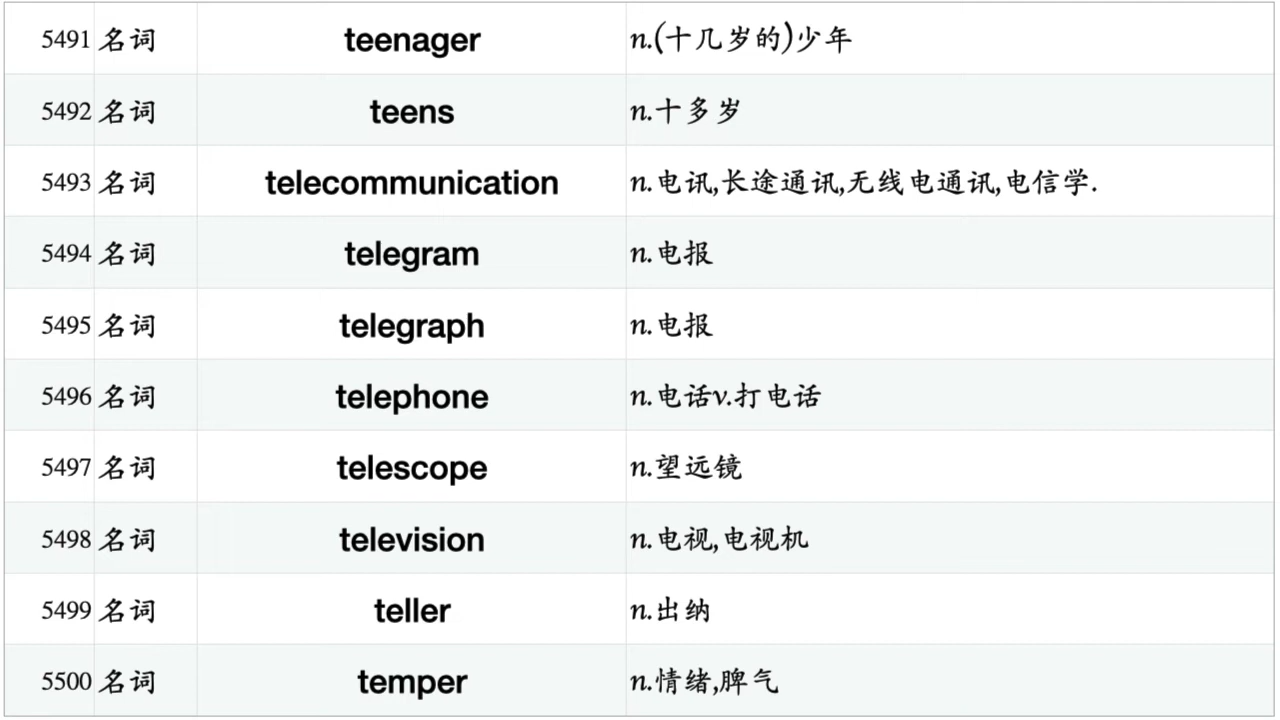 5491 名词 teenager n.(十几岁的)少年
5492 名词 teens n.十多岁
5493 名词 telecommunication n.电讯,长途通讯,无线电通讯,电信学.
5494 名词 telegram n.电报
5495 名词 telegraph n.电报
5496 名词 telephone n.电话v.打电话
5497 名词 telescope n.望远镜
5498 名词 television n.电视,电视机
5499 名词 teller n.出纳
5500 名词 temper n.情绪,脾气